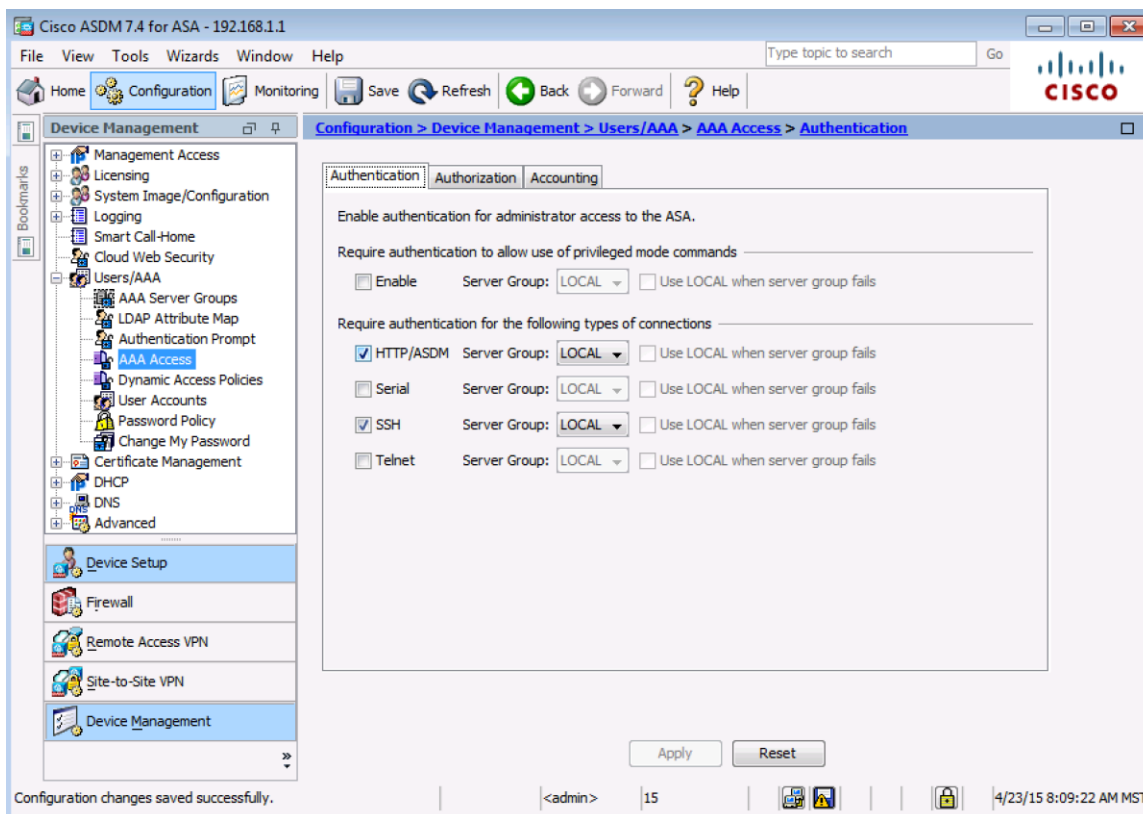 Cisco ASDM 7.4 for ASA - 192.168.1.1
File View Tools Wizards Window Help
Type topic to search Go
Home Configuration Monitoring Save Refresh Back Forward Help
CISCO
Bookmarks
Device Management
Configuration > Device Management > Users/AAA > AAA Access > Authentication
Management Access
Licensing
System Image/Configuration
Logging
Smart Call-Home
Cloud Web Security
Users/AAA
AAA Server Groups
LDAP Attribute Map
Authentication Prompt
AAA Access
Dynamic Access Policies
User Accounts
Password Policy
Change My Password
Certificate Management
DHCP
DNS
Advanced
Device Setup
Firewall
Remote Access VPN
Site-to-Site VPN
Device Management
»
Authentication Authorization Accounting
Enable authentication for administrator access to the ASA.
Require authentication to allow use of privileged mode commands
Enable Server Group: LOCAL Use LOCAL when server group fails
Require authentication for the following types of connections
HTTP/ASDM Server Group: LOCAL Use LOCAL when server group fails
Serial Server Group: LOCAL Use LOCAL when server group fails
SSH Server Group: LOCAL Use LOCAL when server group fails
Telnet Server Group: LOCAL Use LOCAL when server group fails
Apply Reset
Configuration changes saved successfully. <admin> 15 4/23/15 8:09:22 AM MST